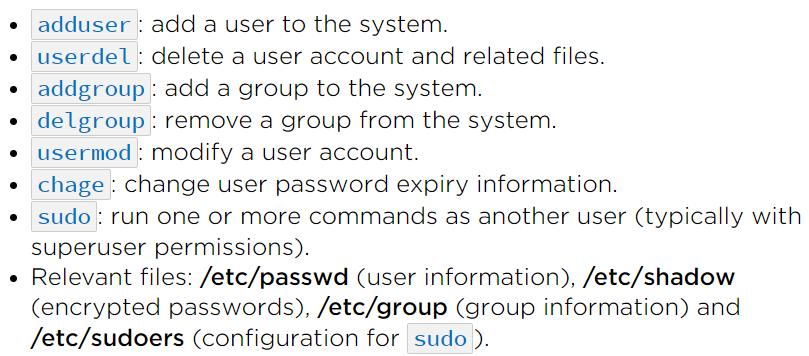 adduser: add a user to the system.
userdel: delete a user account and related files.
addgroup: add a group to the system.
delgroup: remove a group from the system.
usermod: modify a user account.
chage: change user password expiry information.
sudo: run one or more commands as another user (typically with
superuser permissions).
Relevant files: /etc/passwd (user information), /etc/shadow
(encrypted passwords), /etc/group (group information) and
/etc/sudoers (configuration for sudo).